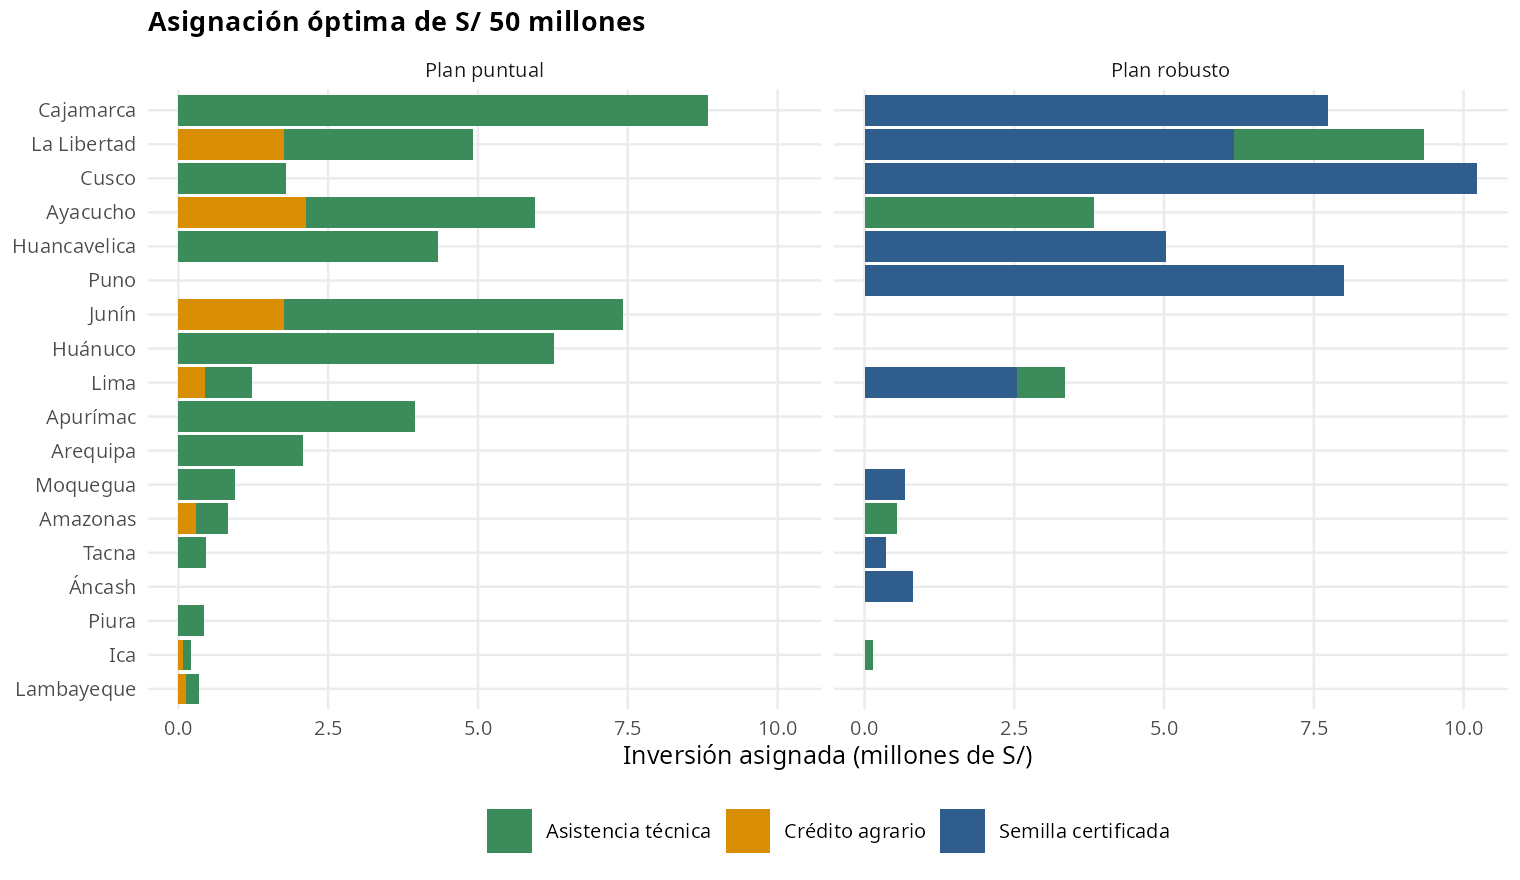 Asignación óptima de S/ 50 millones
Plan puntual
Plan robusto
Cajamarca
La Libertad
Cusco
Ayacucho
Huancavelica
Puno
Junín
Huánuco
Lima
Apurímac
Arequipa
Moquegua
Amazonas
Tacna
Áncash
Piura
Ica
Lambayeque
0.0 2.5 5.0 7.5 10.0 0.0 2.5 5.0 7.5 10.0
Inversión asignada (millones de S/)
Asistencia técnica Crédito agrario Semilla certificada